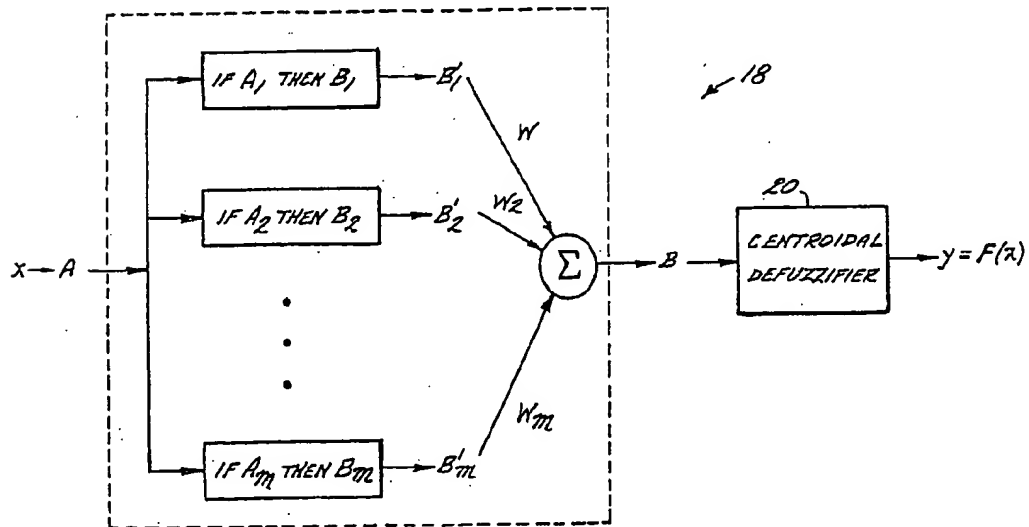 IF A1 THEN B1
B'1
18
W
20
IF A2 THEN B2
B'2
W2
CENTROIDAL
DEFUZZIFIER
x → A
Σ
B
y = F(x)
Wm
IF Am THEN Bm
B'm